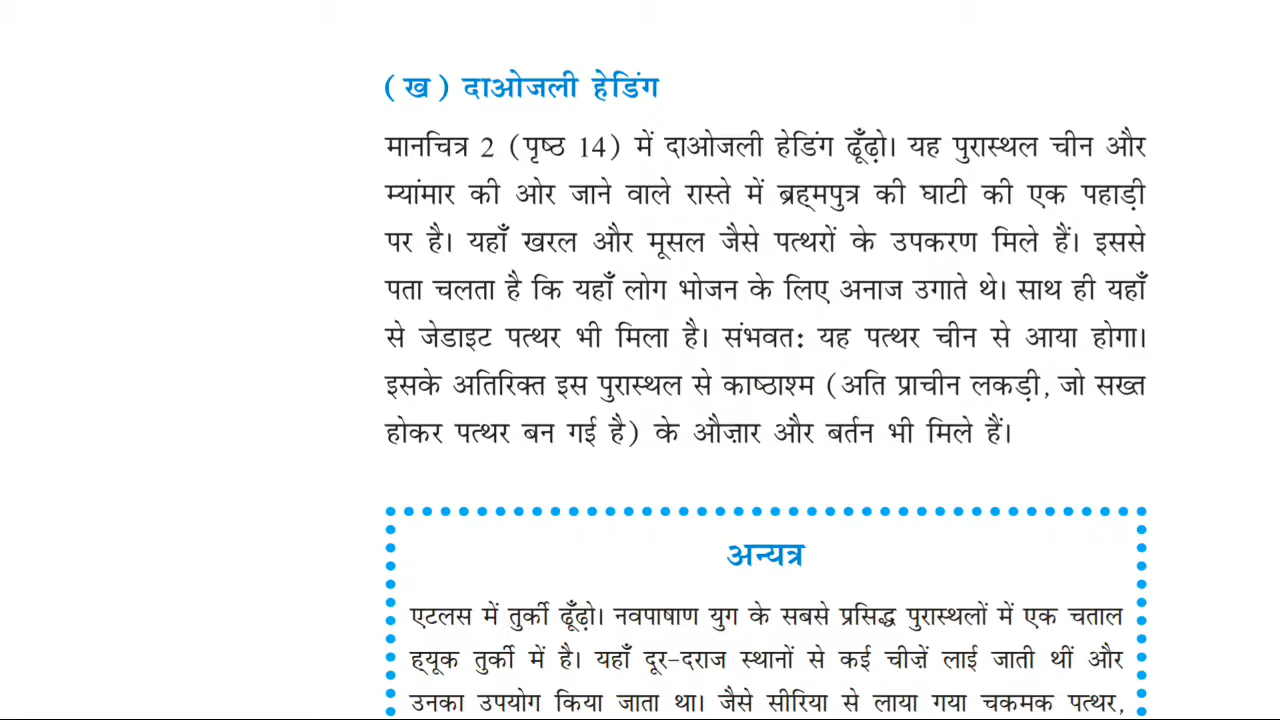 ( ख ) दाओजली हेडिंग
मानचित्र 2 (पृष्ठ 14) में दाओजली हेडिंग ढूँढ़ो। यह पुरास्थल चीन और
म्यांमार की ओर जाने वाले रास्ते में ब्रह्मपुत्र की घाटी की एक पहाड़ी
पर है। यहाँ खरल और मूसल जैसे पत्थरों के उपकरण मिले हैं। इससे
पता चलता है कि यहाँ लोग भोजन के लिए अनाज उगाते थे। साथ ही यहाँ
से जेडाइट पत्थर भी मिला है। संभवतः यह पत्थर चीन से आया होगा।
इसके अतिरिक्त इस पुरास्थल से काष्ठाश्म (अति प्राचीन लकड़ी, जो सख्त
होकर पत्थर बन गई है) के औज़ार और बर्तन भी मिले हैं।
अन्यत्र
एटलस में तुर्की ढूँढ़ो। नवपाषाण युग के सबसे प्रसिद्ध पुरास्थलों में एक चताल
ह्यूक तुर्की में है। यहाँ दूर-दराज स्थानों से कई चीज़ें लाई जाती थीं और
उनका उपयोग किया जाता था। जैसे सीरिया से लाया गया चकमक पत्थर,